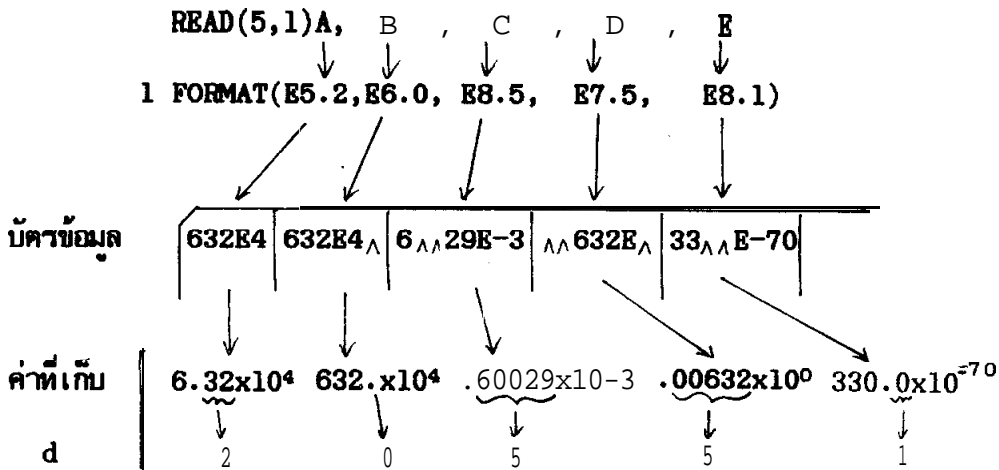 READ(5,1)A, B , C , D , E
1 FORMAT(E5.2,E6.0, E8.5, E7.5, E8.1)
บัตรข้อมูล 632E4 632E4^ 6^^29E-3 ^^632E^ 33^^E-70
ค่าที่เก็บ 6.32x10⁴ 632.x10⁴ .60029x10-3 .00632x10⁰ 330.0x10⁻⁷⁰
d 2 0 5 5 1